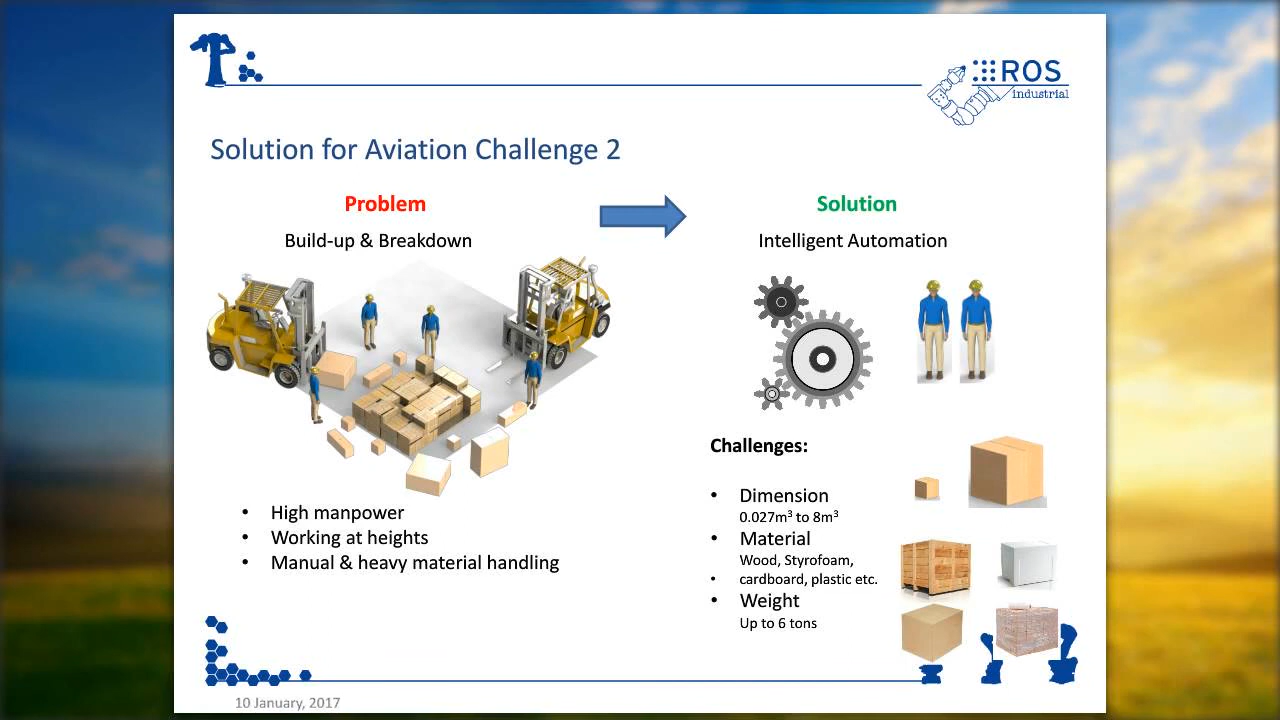 ROS
industrial
Solution for Aviation Challenge 2
Problem
Build-up & Breakdown
• High manpower
• Working at heights
• Manual & heavy material handling
Solution
Intelligent Automation
Challenges:
• Dimension
0.027m³ to 8m³
• Material
Wood, Styrofoam,
• cardboard, plastic etc.
• Weight
Up to 6 tons
10 January, 2017